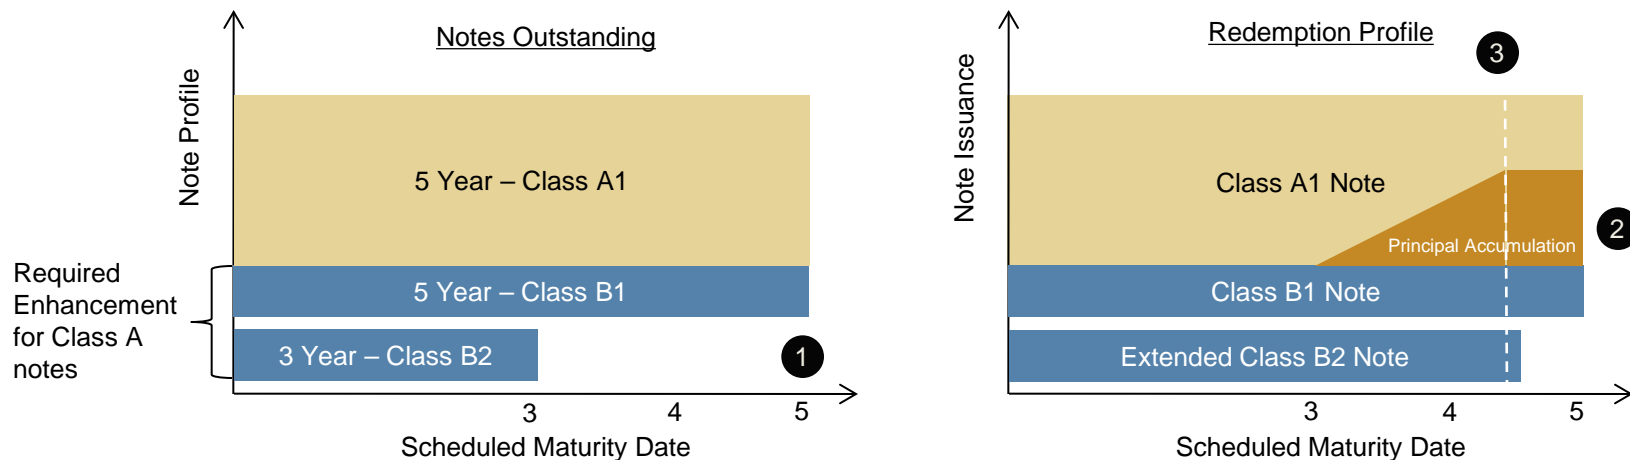 Notes Outstanding
Note Profile
5 Year – Class A1
Required
Enhancement
for Class A
notes
5 Year – Class B1
3 Year – Class B2
1
3
4
5
Scheduled Maturity Date
Redemption Profile
3
Note Issuance
Class A1 Note
2
Principal Accumulation
Class B1 Note
Extended Class B2 Note
3
4
5
Scheduled Maturity Date